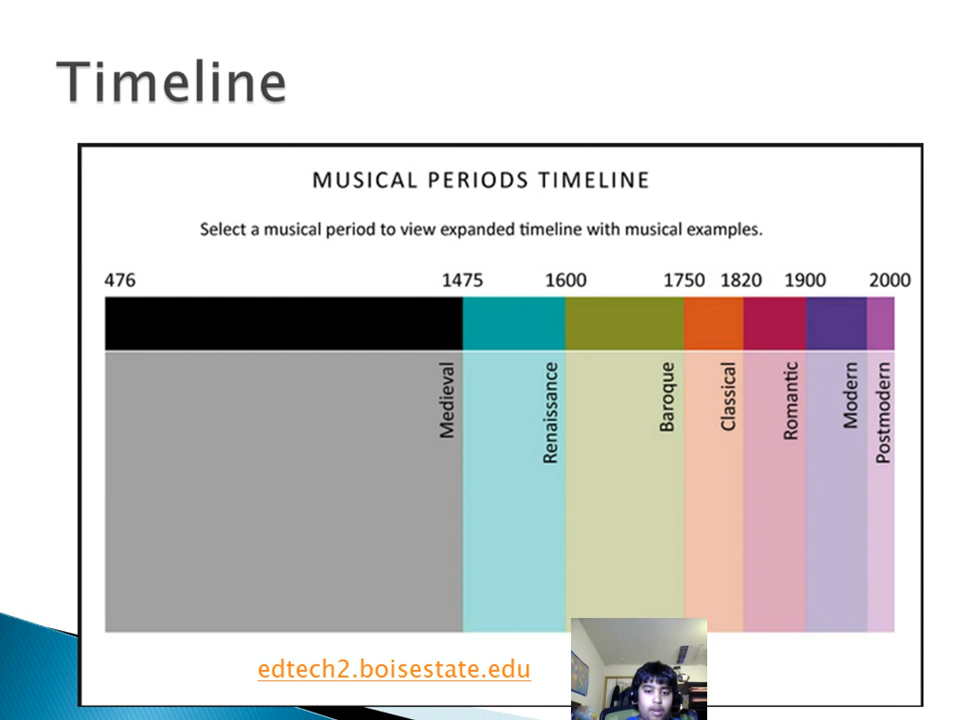 Timeline
MUSICAL PERIODS TIMELINE
Select a musical period to view expanded timeline with musical examples.
476 1475 1600 1750 1820 1900 2000
Medieval
Renaissance
Baroque
Classical
Romantic
Modern
Postmodern
edtech2.boisestate.edu